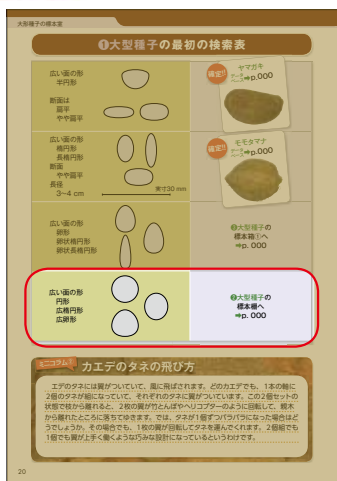 大形種子の標本室
❶大型種子の最初の検索表
広い面の形
半円形
断面は
扁平
やや扁平
確定!!
ヤマガキ
データベース➡p.000
広い面の形
楕円形
長楕円形
断面
やや扁平
長径
3~4 cm
実寸30 mm
確定!!
モモタマナ
データベース➡p.000
広い面の形
卵形
卵状楕円形
卵状長楕円形
❷大型種子の
標本箱①へ
➡p. 000
広い面の形
円形
広楕円形
広卵形
❷大型種子の
標本棚へ
➡p. 000
ミニコラム
カエデのタネの飛び方
エデのタネには翼がついていて、風に飛ばされます。どのカエデでも、1本の軸に
2個のタネが組になっていて、それぞれのタネに翼がついています。この2個セットの
状態で枝から離れると、2枚の翼が竹とんぼやヘリコプターのように回転して、親木
から離れたところに落ちてゆきます。では、タネが1個ずつバラバラになった場合はど
うでしょうか。その場合でも、1枚の翼が回転してタネを運んでくれます。2個組でも
1個でも翼が上手く働くような巧みな設計になっているというわけです。
20